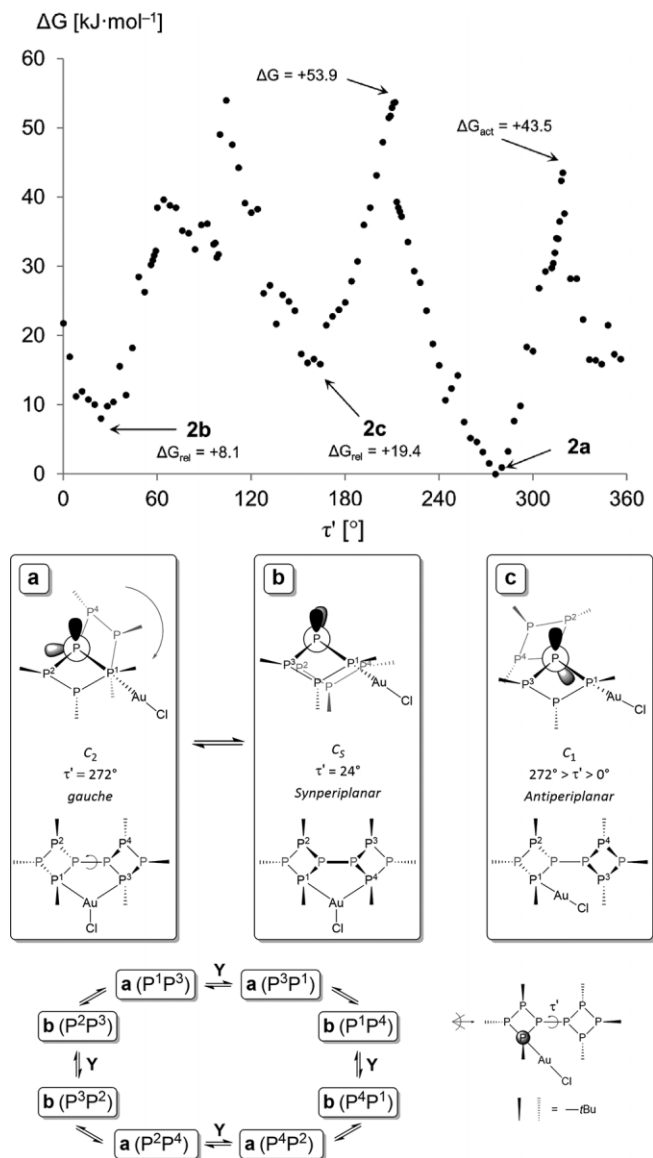 ΔG [kJ·mol⁻¹]
60
50
40
30
20
10
0
ΔG = +53.9
ΔGact = +43.5
2b
ΔGrel = +8.1
2c
ΔGrel = +19.4
2a
0 60 120 180 240 300 360
τ' [°]
a
P⁴
P
P
P² P¹
P Au
Cl
C₂
τ' = 272°
gauche
P² P⁴
P P P P
P¹ P³
Au
Cl
b
P
P³ P² P¹ P⁴
P P Au
Cl
Cₛ
τ' = 24°
Synperiplanar
P² P³
P P P P
P¹ P⁴
Au
Cl
c
P²
P⁴ P
P
P³ P¹
P Au
Cl
C₁
272° > τ' > 0°
Antiperiplanar
P² P⁴
P P P P
P¹ P³
Au
Cl
a (P¹P³) Y a (P³P¹)
b (P²P³) b (P¹P⁴)
Y Y
b (P³P²) b (P⁴P¹)
a (P²P⁴) Y a (P⁴P²)
τ'
P P
P P P P
P P
Au
Cl
= —tBu